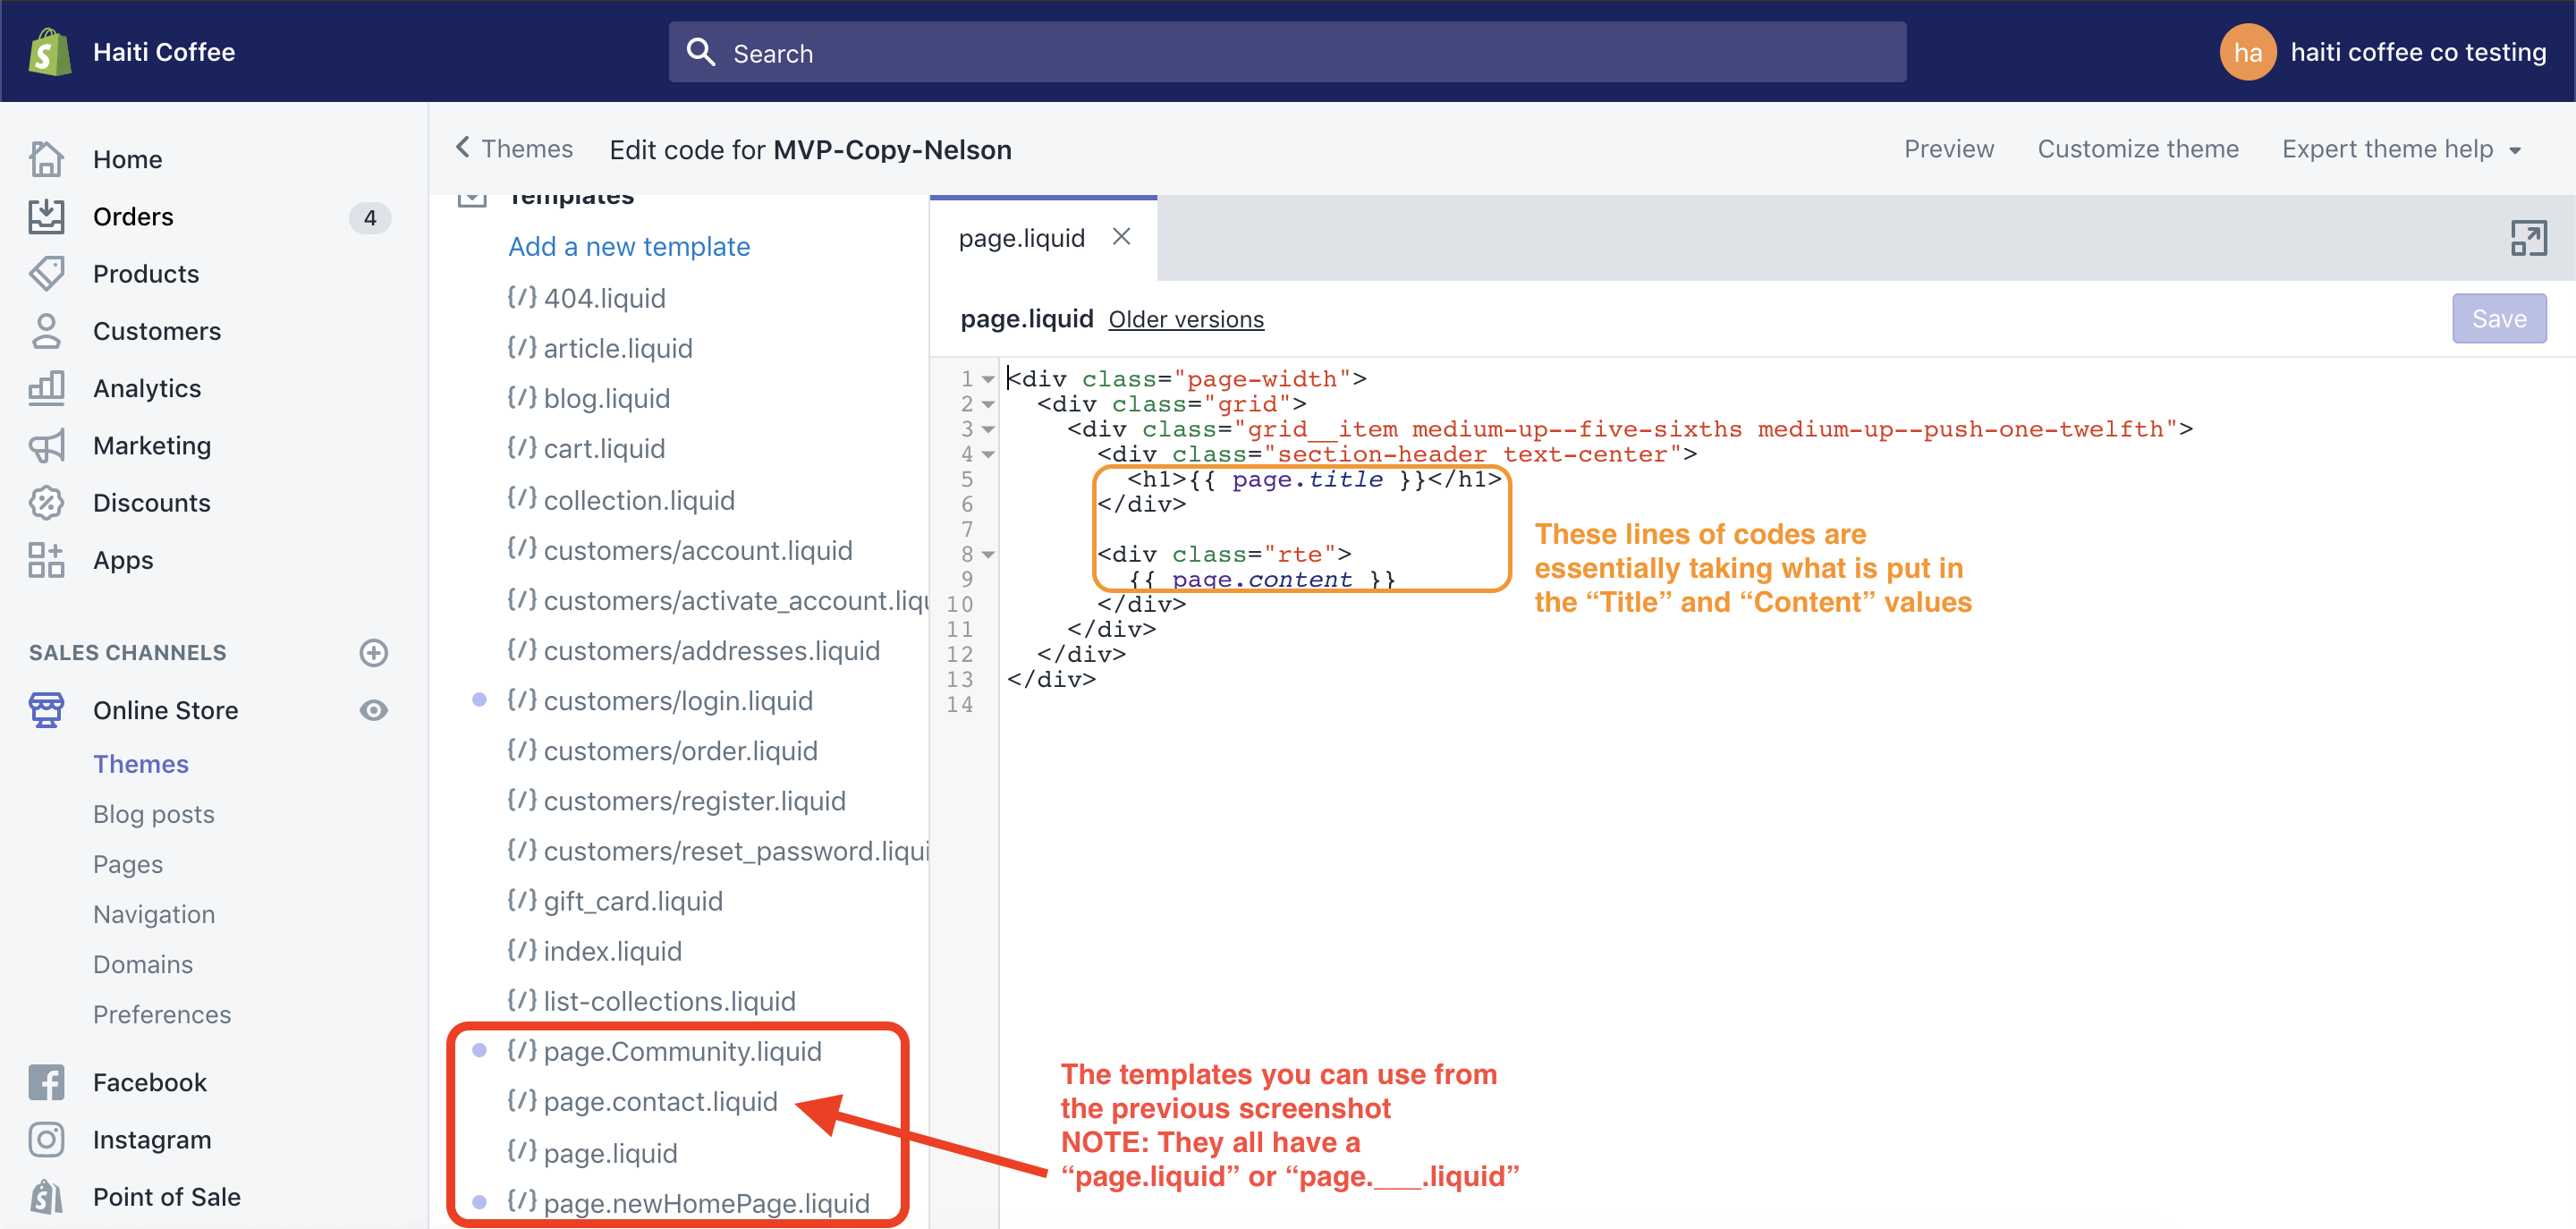 Haiti Coffee
Search
ha
haiti coffee co testing
Home
Orders
4
Products
Customers
Analytics
Marketing
Discounts
Apps
SALES CHANNELS
Online Store
Themes
Blog posts
Pages
Navigation
Domains
Preferences
Facebook
Instagram
Point of Sale
Themes
Edit code for MVP-Copy-Nelson
Preview
Customize theme
Expert theme help
Templates
Add a new template
{/} 404.liquid
{/} article.liquid
{/} blog.liquid
{/} cart.liquid
{/} collection.liquid
{/} customers/account.liquid
{/} customers/activate_account.liqu
{/} customers/addresses.liquid
{/} customers/login.liquid
{/} customers/order.liquid
{/} customers/register.liquid
{/} customers/reset_password.liqui
{/} gift_card.liquid
{/} index.liquid
{/} list-collections.liquid
{/} page.Community.liquid
{/} page.contact.liquid
{/} page.liquid
{/} page.newHomePage.liquid
page.liquid
page.liquid Older versions
Save
1 <div class="page-width">
2 <div class="grid">
3 <div class="grid__item medium-up--five-sixths medium-up--push-one-twelfth">
4 <div class="section-header text-center">
5 <h1>{{ page.title }}</h1>
6 </div>
7
8 <div class="rte">
9 {{ page.content }}
10 </div>
11 </div>
12 </div>
13 </div>
14
These lines of codes are
essentially taking what is put in
the “Title” and “Content” values
The templates you can use from
the previous screenshot
NOTE: They all have a
“page.liquid” or “page.___.liquid”